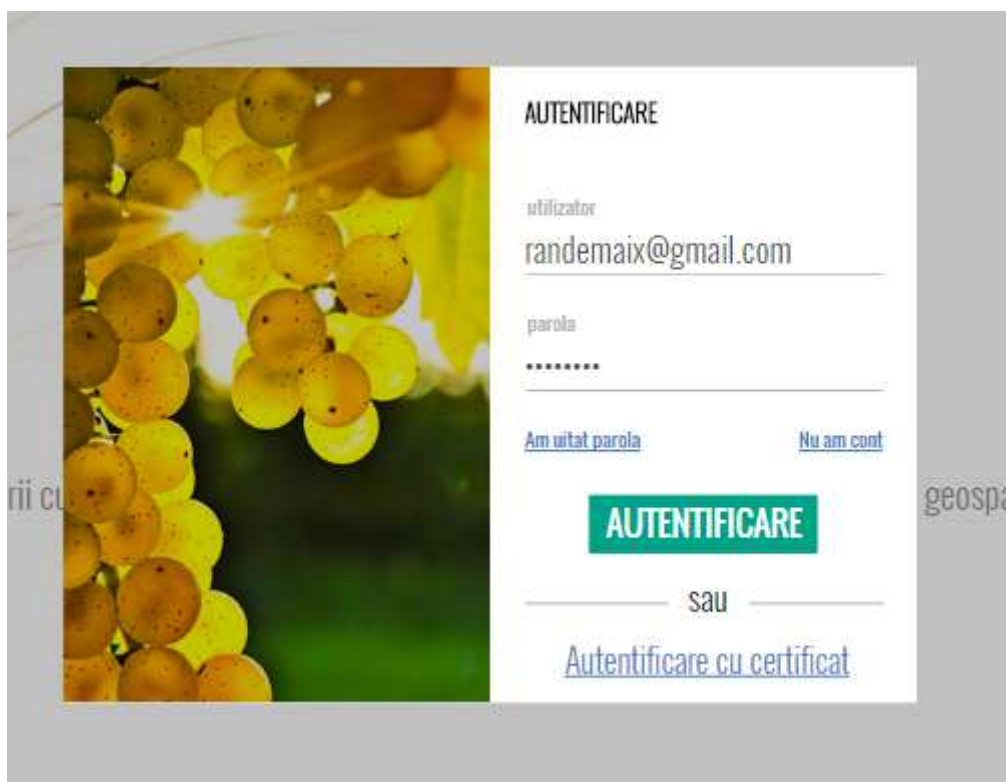 AUTENTIFICARE
utilizator
randemaix@gmail.com
parola
••••••••
Am uitat parola
Nu am cont
AUTENTIFICARE
sau
Autentificare cu certificat